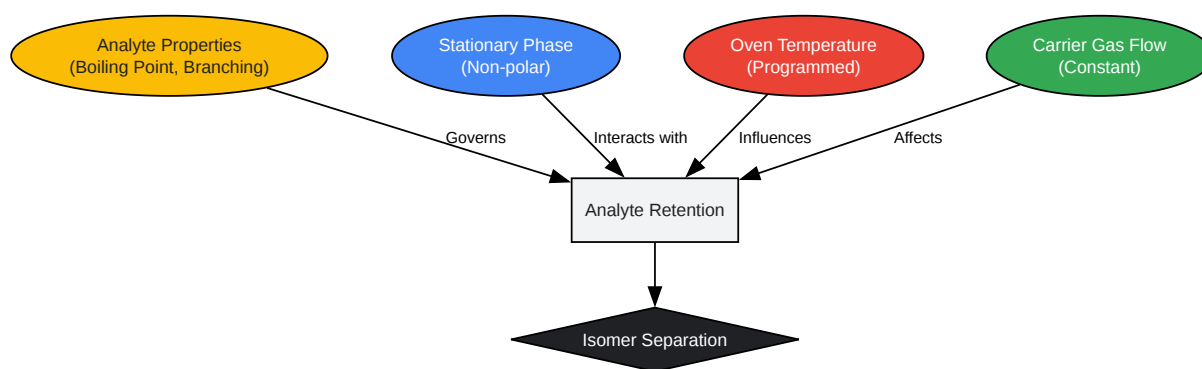 Analyte Properties
(Boiling Point, Branching)
Stationary Phase
(Non-polar)
Oven Temperature
(Programmed)
Carrier Gas Flow
(Constant)
Governs
Interacts with
Influences
Affects
Analyte Retention
Isomer Separation